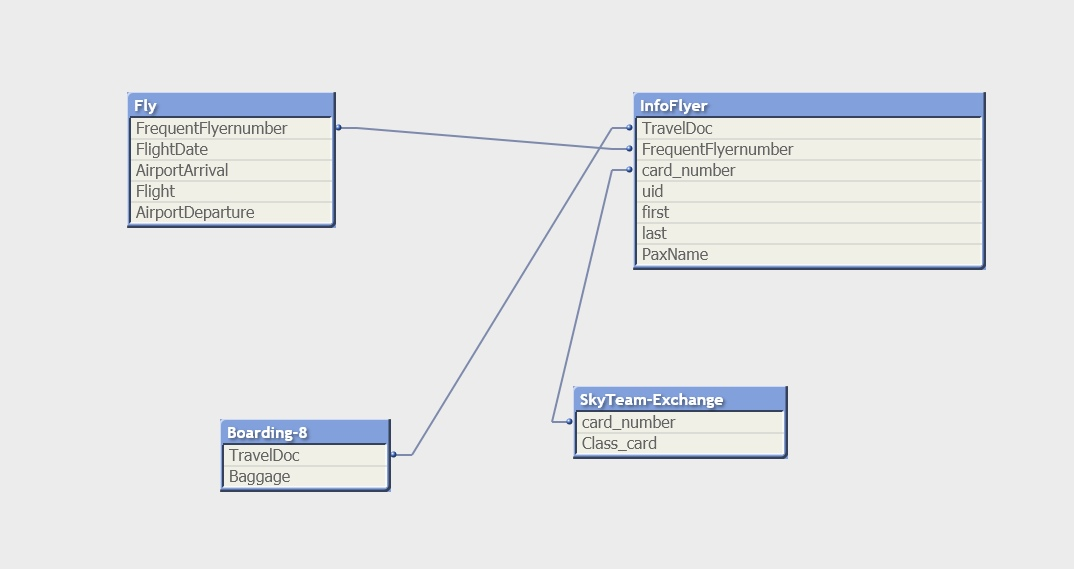 Fly
FrequentFlyernumber
FlightDate
AirportArrival
Flight
AirportDeparture
InfoFlyer
TravelDoc
FrequentFlyernumber
card_number
uid
first
last
PaxName
Boarding-8
TravelDoc
Baggage
SkyTeam-Exchange
card_number
Class_card